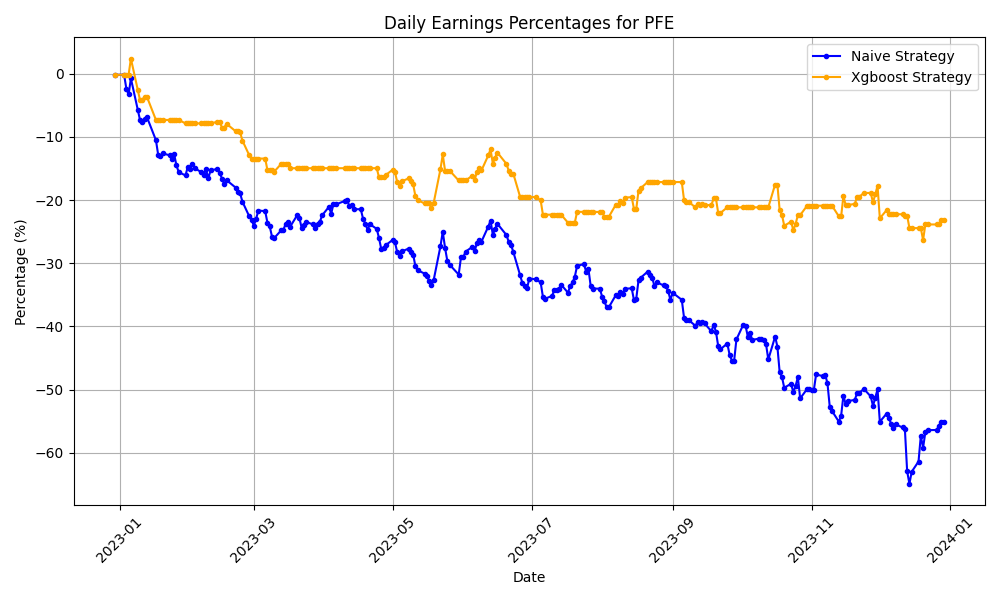 Daily Earnings Percentages for PFE
Naive Strategy
Xgboost Strategy
Percentage (%)
0
−10
−20
−30
−40
−50
−60
2023-01
2023-03
2023-05
2023-07
2023-09
2023-11
2024-01
Date